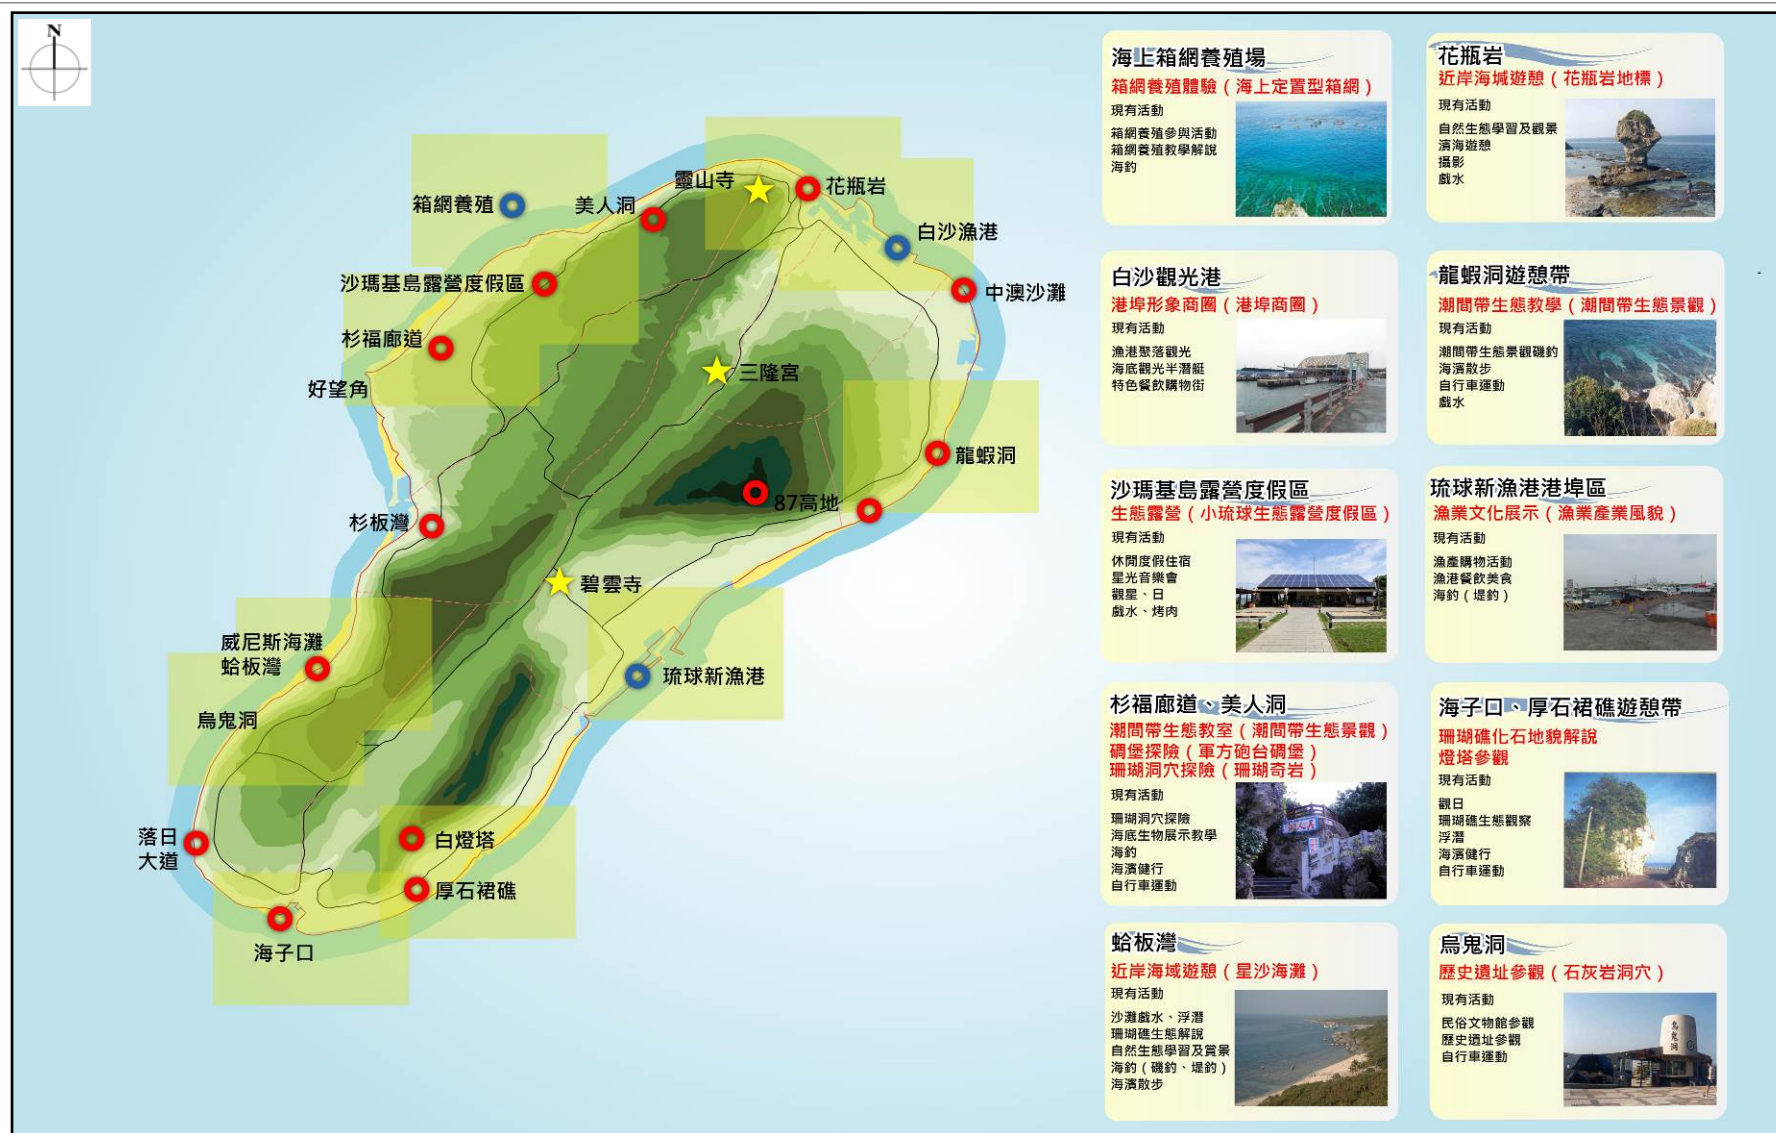 N
箱網養殖
靈山寺
花瓶岩
美人洞
白沙漁港
沙瑪基島露營度假區
中澳沙灘
杉福廊道
三隆宮
好望角
龍蝦洞
87高地
杉板灣
碧雲寺
威尼斯海灘
蛤板灣
琉球新漁港
烏鬼洞
落日
大道
白燈塔
厚石裙礁
海子口
海上箱網養殖場
箱網養殖體驗(海上定置型箱網)
現有活動
箱網養殖參與活動
箱網養殖教學解說
海釣
花瓶岩
近岸海域遊憩(花瓶岩地標)
現有活動
自然生態學習及觀景
濱海遊憩
攝影
戲水
白沙觀光港
港埠形象商圈(港埠商圈)
現有活動
漁港聚落觀光
海底觀光半潛艇
特色餐飲購物街
龍蝦洞遊憩帶
潮間帶生態教學(潮間帶生態景觀)
現有活動
潮間帶生態景觀磯釣
海濱散步
自行車運動
戲水
沙瑪基島露營度假區
生態露營(小琉球生態露營度假區)
現有活動
休閒度假住宿
星光音樂會
觀星、日
戲水、烤肉
琉球新漁港港埠區
漁業文化展示(漁業產業風貌)
現有活動
漁產購物活動
漁港餐飲美食
海釣(堤釣)
杉福廊道、美人洞
潮間帶生態教室(潮間帶生態景觀)
碉堡探險(軍方砲台碉堡)
珊瑚洞穴探險(珊瑚奇岩)
現有活動
珊瑚洞穴探險
海底生物展示教學
海釣
海濱健行
自行車運動
海子口、厚石裙礁遊憩帶
珊瑚礁化石地貌解說
燈塔參觀
現有活動
觀日
珊瑚礁生態觀察
浮潛
海濱健行
自行車運動
蛤板灣
近岸海域遊憩(星沙海灘)
現有活動
沙灘戲水、浮潛
珊瑚礁生態解說
自然生態學習及賞景
海釣(磯釣、堤釣)
海濱散步
烏鬼洞
歷史遺址參觀(石灰岩洞穴)
現有活動
民俗文物館參觀
歷史遺址參觀
自行車運動
烏鬼洞